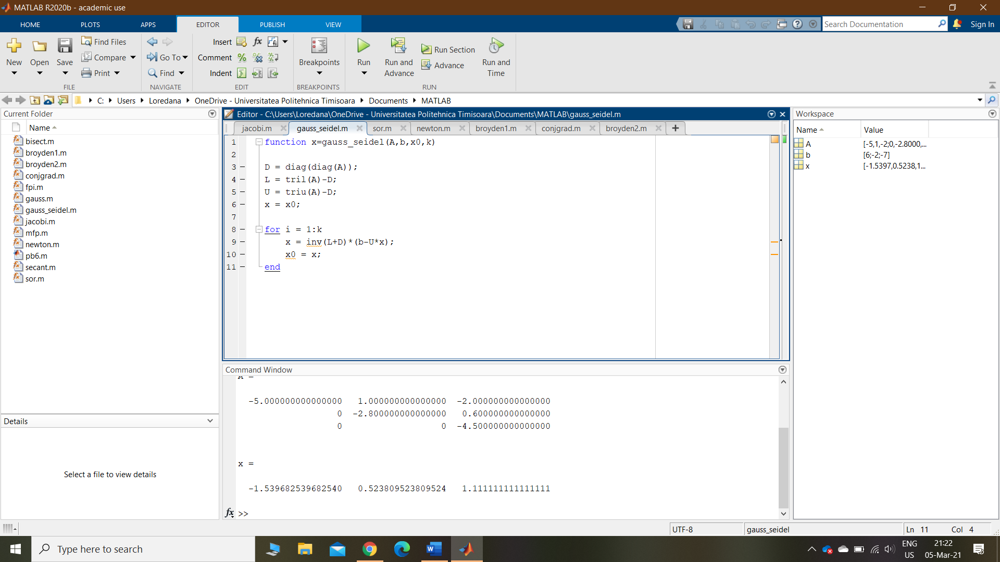 MATLAB R2020b - academic use
HOME PLOTS APPS EDITOR PUBLISH VIEW
Search Documentation
Sign In
New
Open
Save
Find Files
Compare
Print
FILE
Go To
Find
NAVIGATE
Insert
Comment
Indent
EDIT
Breakpoints
BREAKPOINTS
Run
Run and Advance
Run Section
Advance
Run and Time
RUN
C: Users Loredana OneDrive - Universitatea Politehnica Timisoara Documents MATLAB
Current Folder
Name
bisect.m
broyden1.m
broyden2.m
conjgrad.m
fpi.m
gauss.m
gauss_seidel.m
jacobi.m
mfp.m
newton.m
pb6.m
secant.m
sor.m
Details
Select a file to view details
Editor - C:\Users\Loredana\OneDrive - Universitatea Politehnica Timisoara\Documents\MATLAB\gauss_seidel.m
jacobi.m gauss_seidel.m sor.m newton.m broyden1.m conjgrad.m broyden2.m
1 function x=gauss_seidel(A,b,x0,k)
2
3 D = diag(diag(A));
4 L = tril(A)-D;
5 U = triu(A)-D;
6 x = x0;
7
8 for i = 1:k
9 x = inv(L+D)*(b-U*x);
10 x0 = x;
11 end
Command Window
A =
-5.000000000000000 1.000000000000000 -2.000000000000000
0 -2.800000000000000 0.600000000000000
0 0 -4.500000000000000
x =
-1.539682539682540 0.523809523809524 1.111111111111111
fx >>
Workspace
Name Value
A [-5,1,-2;0,-2.8000,...
b [6;-2;-7]
x [-1.5397,0.5238,1...
UTF-8 gauss_seidel Ln 11 Col 4
Type here to search
ENG
US
21:22
05-Mar-21